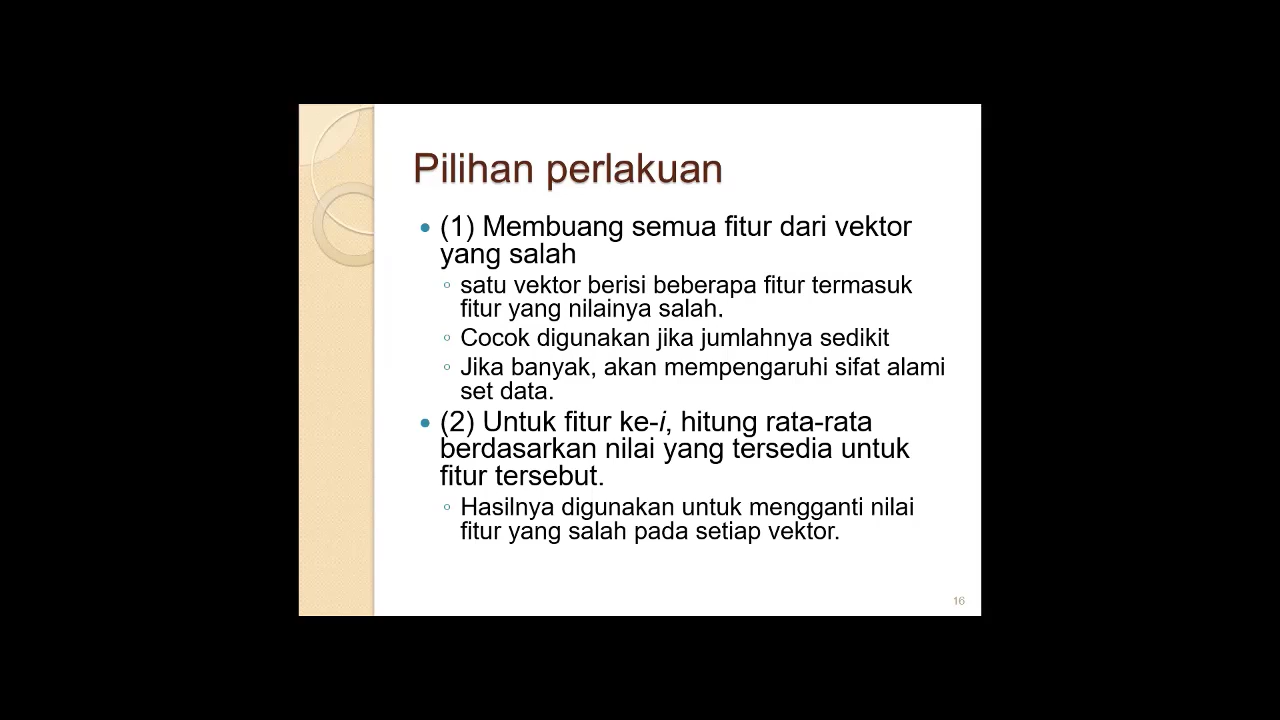 Pilihan perlakuan
(1) Membuang semua fitur dari vektor
yang salah
satu vektor berisi beberapa fitur termasuk
fitur yang nilainya salah.
Cocok digunakan jika jumlahnya sedikit
Jika banyak, akan mempengaruhi sifat alami
set data.
(2) Untuk fitur ke-i, hitung rata-rata
berdasarkan nilai yang tersedia untuk
fitur tersebut.
Hasilnya digunakan untuk mengganti nilai
fitur yang salah pada setiap vektor.
16